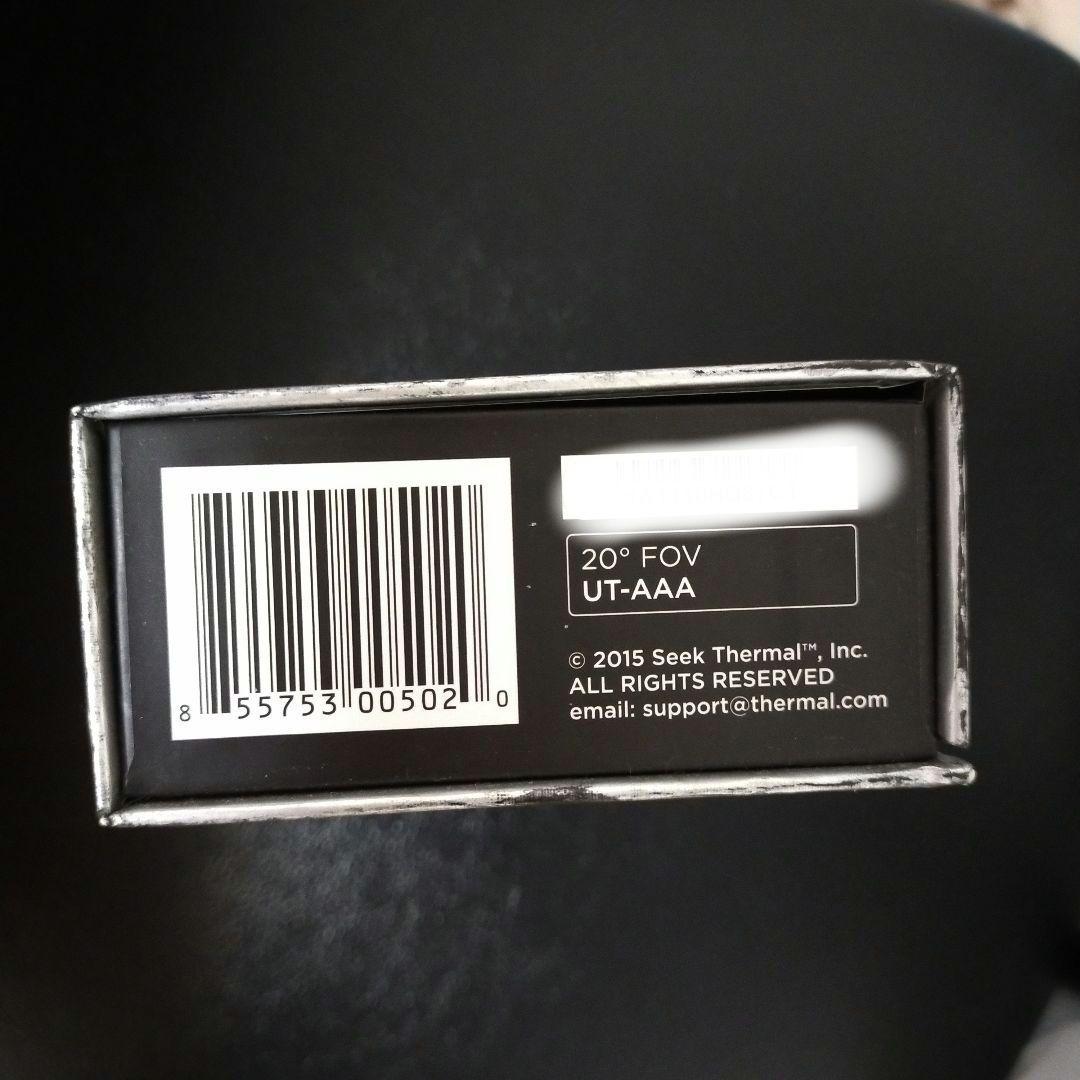 8 55753 00502 0
20° FOV
UT-AAA
© 2015 Seek Thermal™, Inc.
ALL RIGHTS RESERVED
email: support@thermal.com